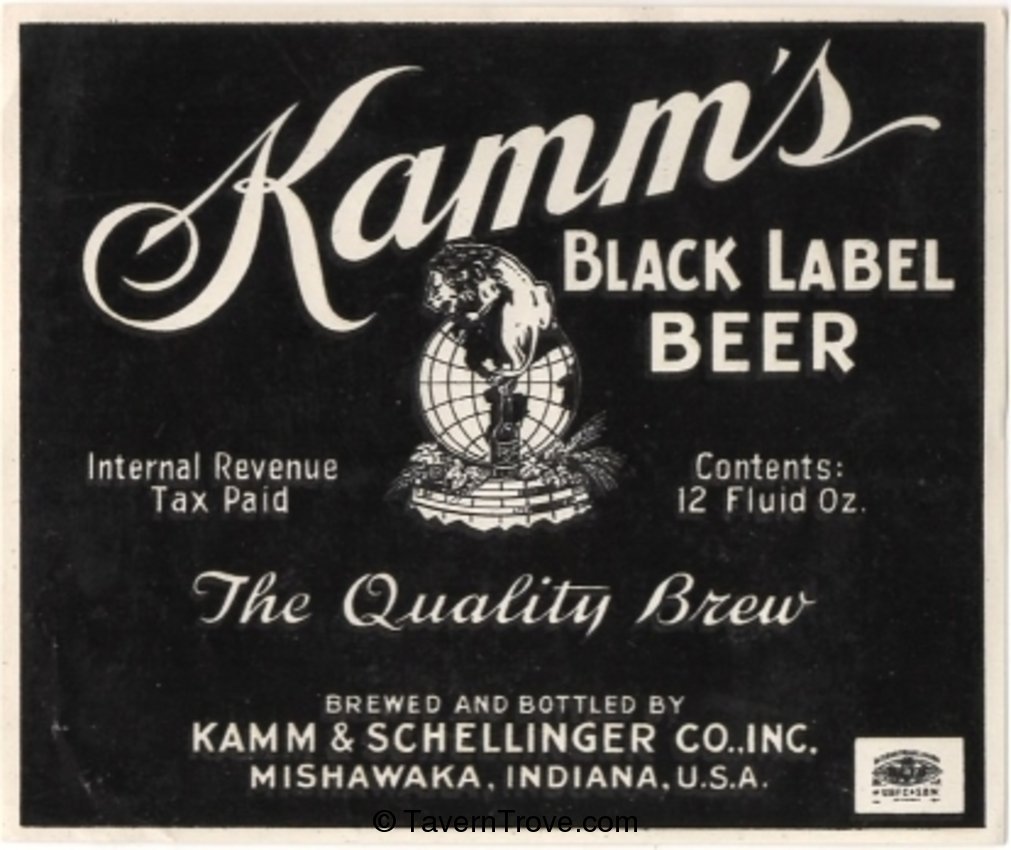 Kamm's
BLACK LABEL
BEER
Internal Revenue
Tax Paid
Contents:
12 Fluid Oz.
The Quality Brew
BREWED AND BOTTLED BY
KAMM & SCHELLINGER CO.,INC.
MISHAWAKA, INDIANA, U.S.A.
© TavernTrove.com